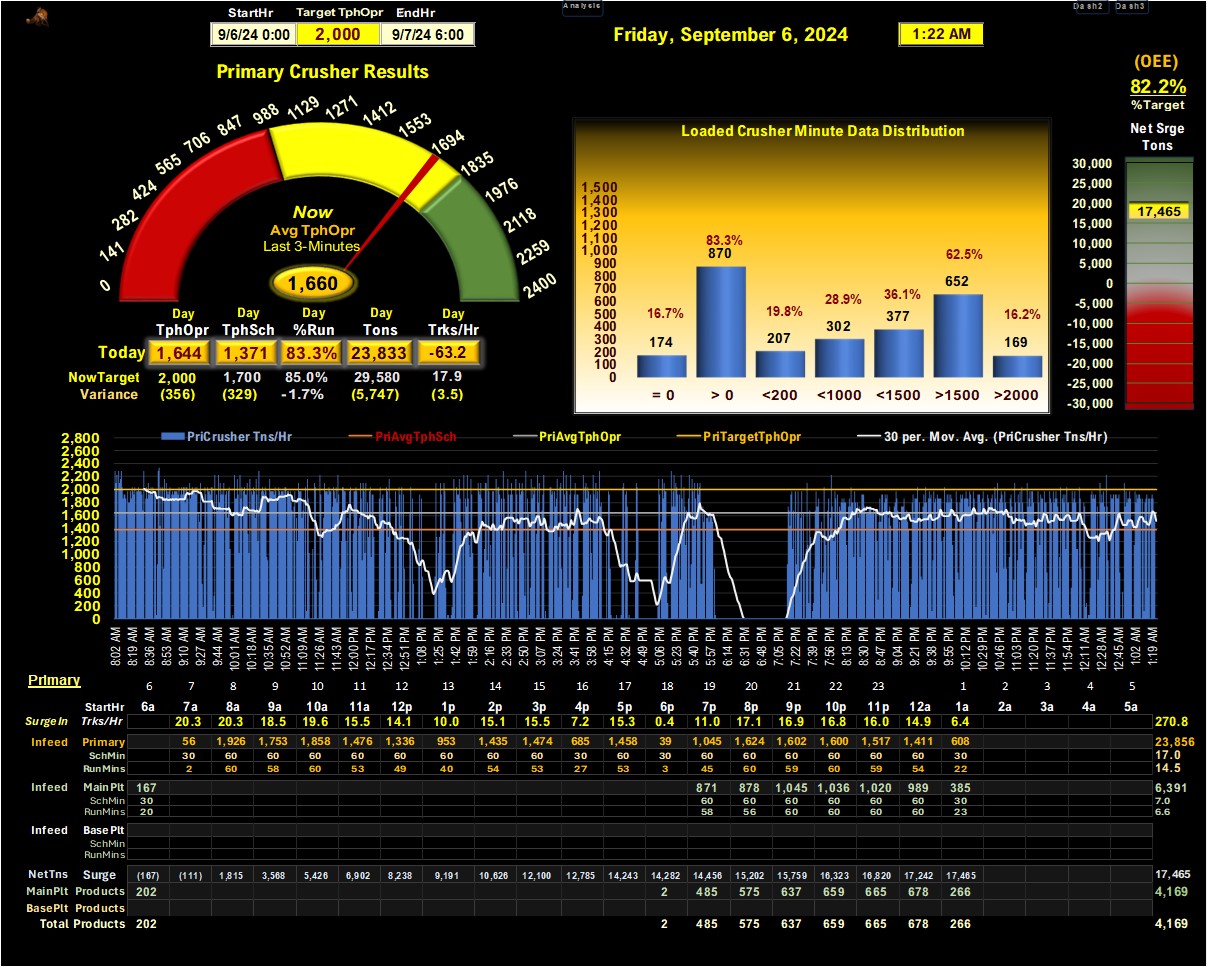 Analysis
Dash2 Dash3
StartHr Target TphOpr EndHr
9/6/24 0:00 2,000 9/7/24 6:00
Friday, September 6, 2024
1:22 AM
Primary Crusher Results
0 141 282 424 565 706 847 988 1129 1271 1412 1553 1694 1835 1976 2118 2259 2400
Now
Avg TphOpr
Last 3-Minutes
1,660
Day Day Day Day Day
TphOpr TphSch %Run Tons Trks/Hr
Today 1,644 1,371 83.3% 23,833 -63.2
NowTarget 2,000 1,700 85.0% 29,580 17.9
Variance (356) (329) -1.7% (5,747) (3.5)
Loaded Crusher Minute Data Distribution
1,500
1,400
1,300
1,200
1,100
1,000
900
800
700
600
500
400
300
200
100
0
16.7% 83.3% 19.8% 28.9% 36.1% 62.5% 16.2%
174 870 207 302 377 652 169
= 0 > 0 <200 <1000 <1500 >1500 >2000
(OEE)
82.2%
%Target
Net Srge
Tons
30,000
25,000
20,000
17,465
15,000
10,000
5,000
0
-5,000
-10,000
-15,000
-20,000
-25,000
-30,000
PriCrusher Tns/Hr PriAvgTphSch PriAvgTphOpr PriTargetTphOpr 30 per. Mov. Avg. (PriCrusher Tns/Hr)
2,800
2,600
2,400
2,200
2,000
1,800
1,600
1,400
1,200
1,000
800
600
400
200
0
8:02 AM 8:19 AM 8:36 AM 8:53 AM 9:10 AM 9:27 AM 9:44 AM 10:01 AM 10:18 AM 10:35 AM 10:52 AM 11:09 AM 11:26 AM 11:43 AM 12:00 PM 12:17 PM 12:34 PM 12:51 PM 1:08 PM 1:25 PM 1:42 PM 1:59 PM 2:16 PM 2:33 PM 2:50 PM 3:07 PM 3:24 PM 3:41 PM 3:58 PM 4:15 PM 4:32 PM 4:49 PM 5:06 PM 5:23 PM 5:40 PM 5:57 PM 6:14 PM 6:31 PM 6:48 PM 7:05 PM 7:22 PM 7:39 PM 7:56 PM 8:13 PM 8:30 PM 8:47 PM 9:04 PM 9:21 PM 9:38 PM 9:55 PM 10:12 PM 10:29 PM 10:46 PM 11:03 PM 11:20 PM 11:37 PM 11:54 PM 12:11 AM 12:28 AM 12:45 AM 1:02 AM 1:19 AM
Primary
6 7 8 9 10 11 12 13 14 15 16 17 18 19 20 21 22 23 1 2 3 4 5
StartHr 6a 7a 8a 9a 10a 11a 12p 1p 2p 3p 4p 5p 6p 7p 8p 9p 10p 11p 12a 1a 2a 3a 4a 5a
SurgeIn Trks/Hr 20.3 20.3 18.5 19.6 15.5 14.1 10.0 15.1 15.5 7.2 15.3 0.4 11.0 17.1 16.9 16.8 16.0 14.9 6.4 270.8
Infeed Primary 56 1,926 1,753 1,858 1,476 1,336 953 1,435 1,474 685 1,458 39 1,045 1,624 1,602 1,600 1,517 1,411 608 23,856
SchMin 30 60 60 60 60 60 60 60 60 60 60 30 60 60 60 60 60 60 30 17.0
RunMins 2 60 58 60 53 49 40 54 53 27 53 3 45 60 59 60 59 54 22 14.5
Infeed MainPlt 167 871 878 1,045 1,036 1,020 989 385 6,391
SchMin 30 60 60 60 60 60 60 30 7.0
RunMins 20 58 56 60 60 60 60 23 6.6
Infeed Base Plt
SchMin
RunMins
NetTns Surge (167) (111) 1,815 3,568 5,426 6,902 8,238 9,191 10,626 12,100 12,785 14,243 14,282 14,456 15,202 15,759 16,323 16,820 17,242 17,465 17,465
MainPlt Products 202 2 485 575 637 659 665 678 266 4,169
BasePlt Products
Total Products 202 2 485 575 637 659 665 678 266 4,169